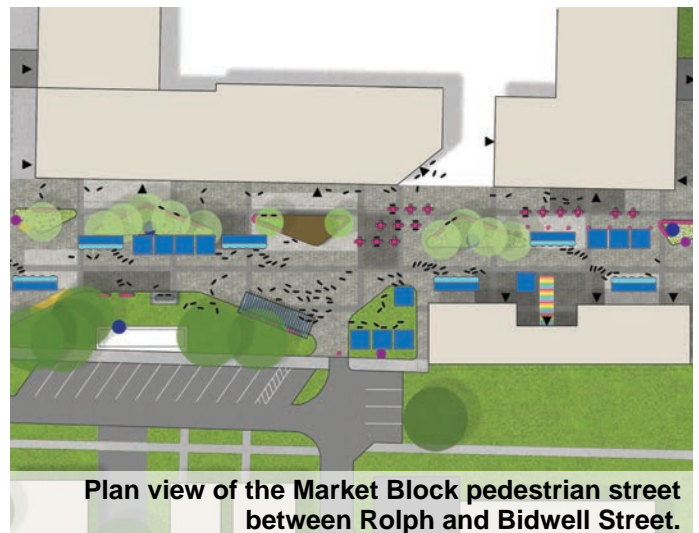 Plan view of the Market Block pedestrian street
between Rolph and Bidwell Street.